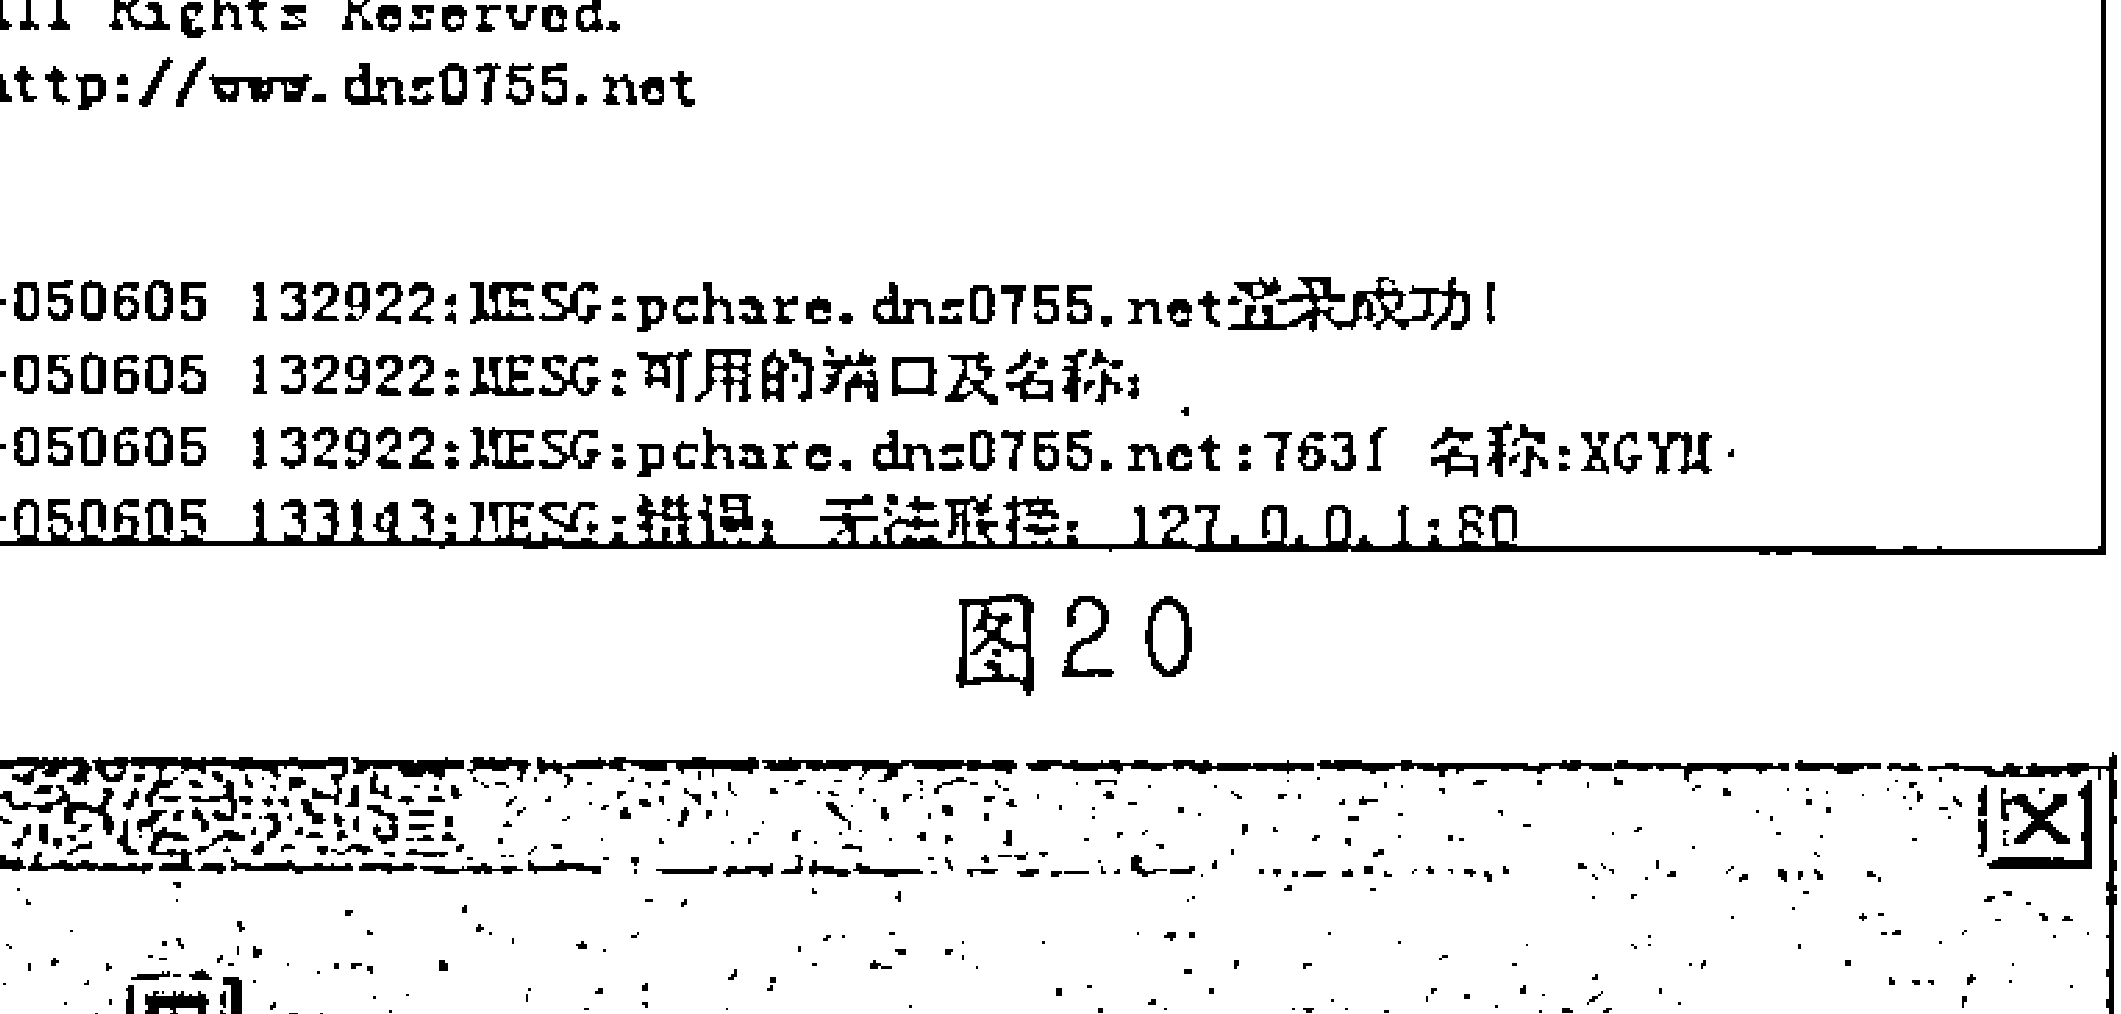 All Rights Reserved.
http://www.dns0755.net
-050605 132922:MESG:pchare.dns0755.net登录成功!
-050605 132922:MESG:可用的端口及名称:
-050605 132922:MESG:pchare.dns0755.net:7631 名称:XGYM
-050605 133143:MESG:错误: 无法联接: 127.0.0.1:80
图20